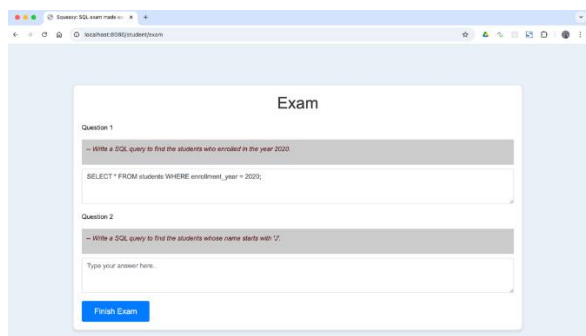 Squeasy: SQL exam made ea
localhost:8080/student/exam
Exam
Question 1
-- Write a SQL query to find the students who enrolled in the year 2020.
SELECT * FROM students WHERE enrollment_year = 2020;
Question 2
-- Write a SQL query to find the students whose name starts with 'J'.
Type your answer here..
Finish Exam